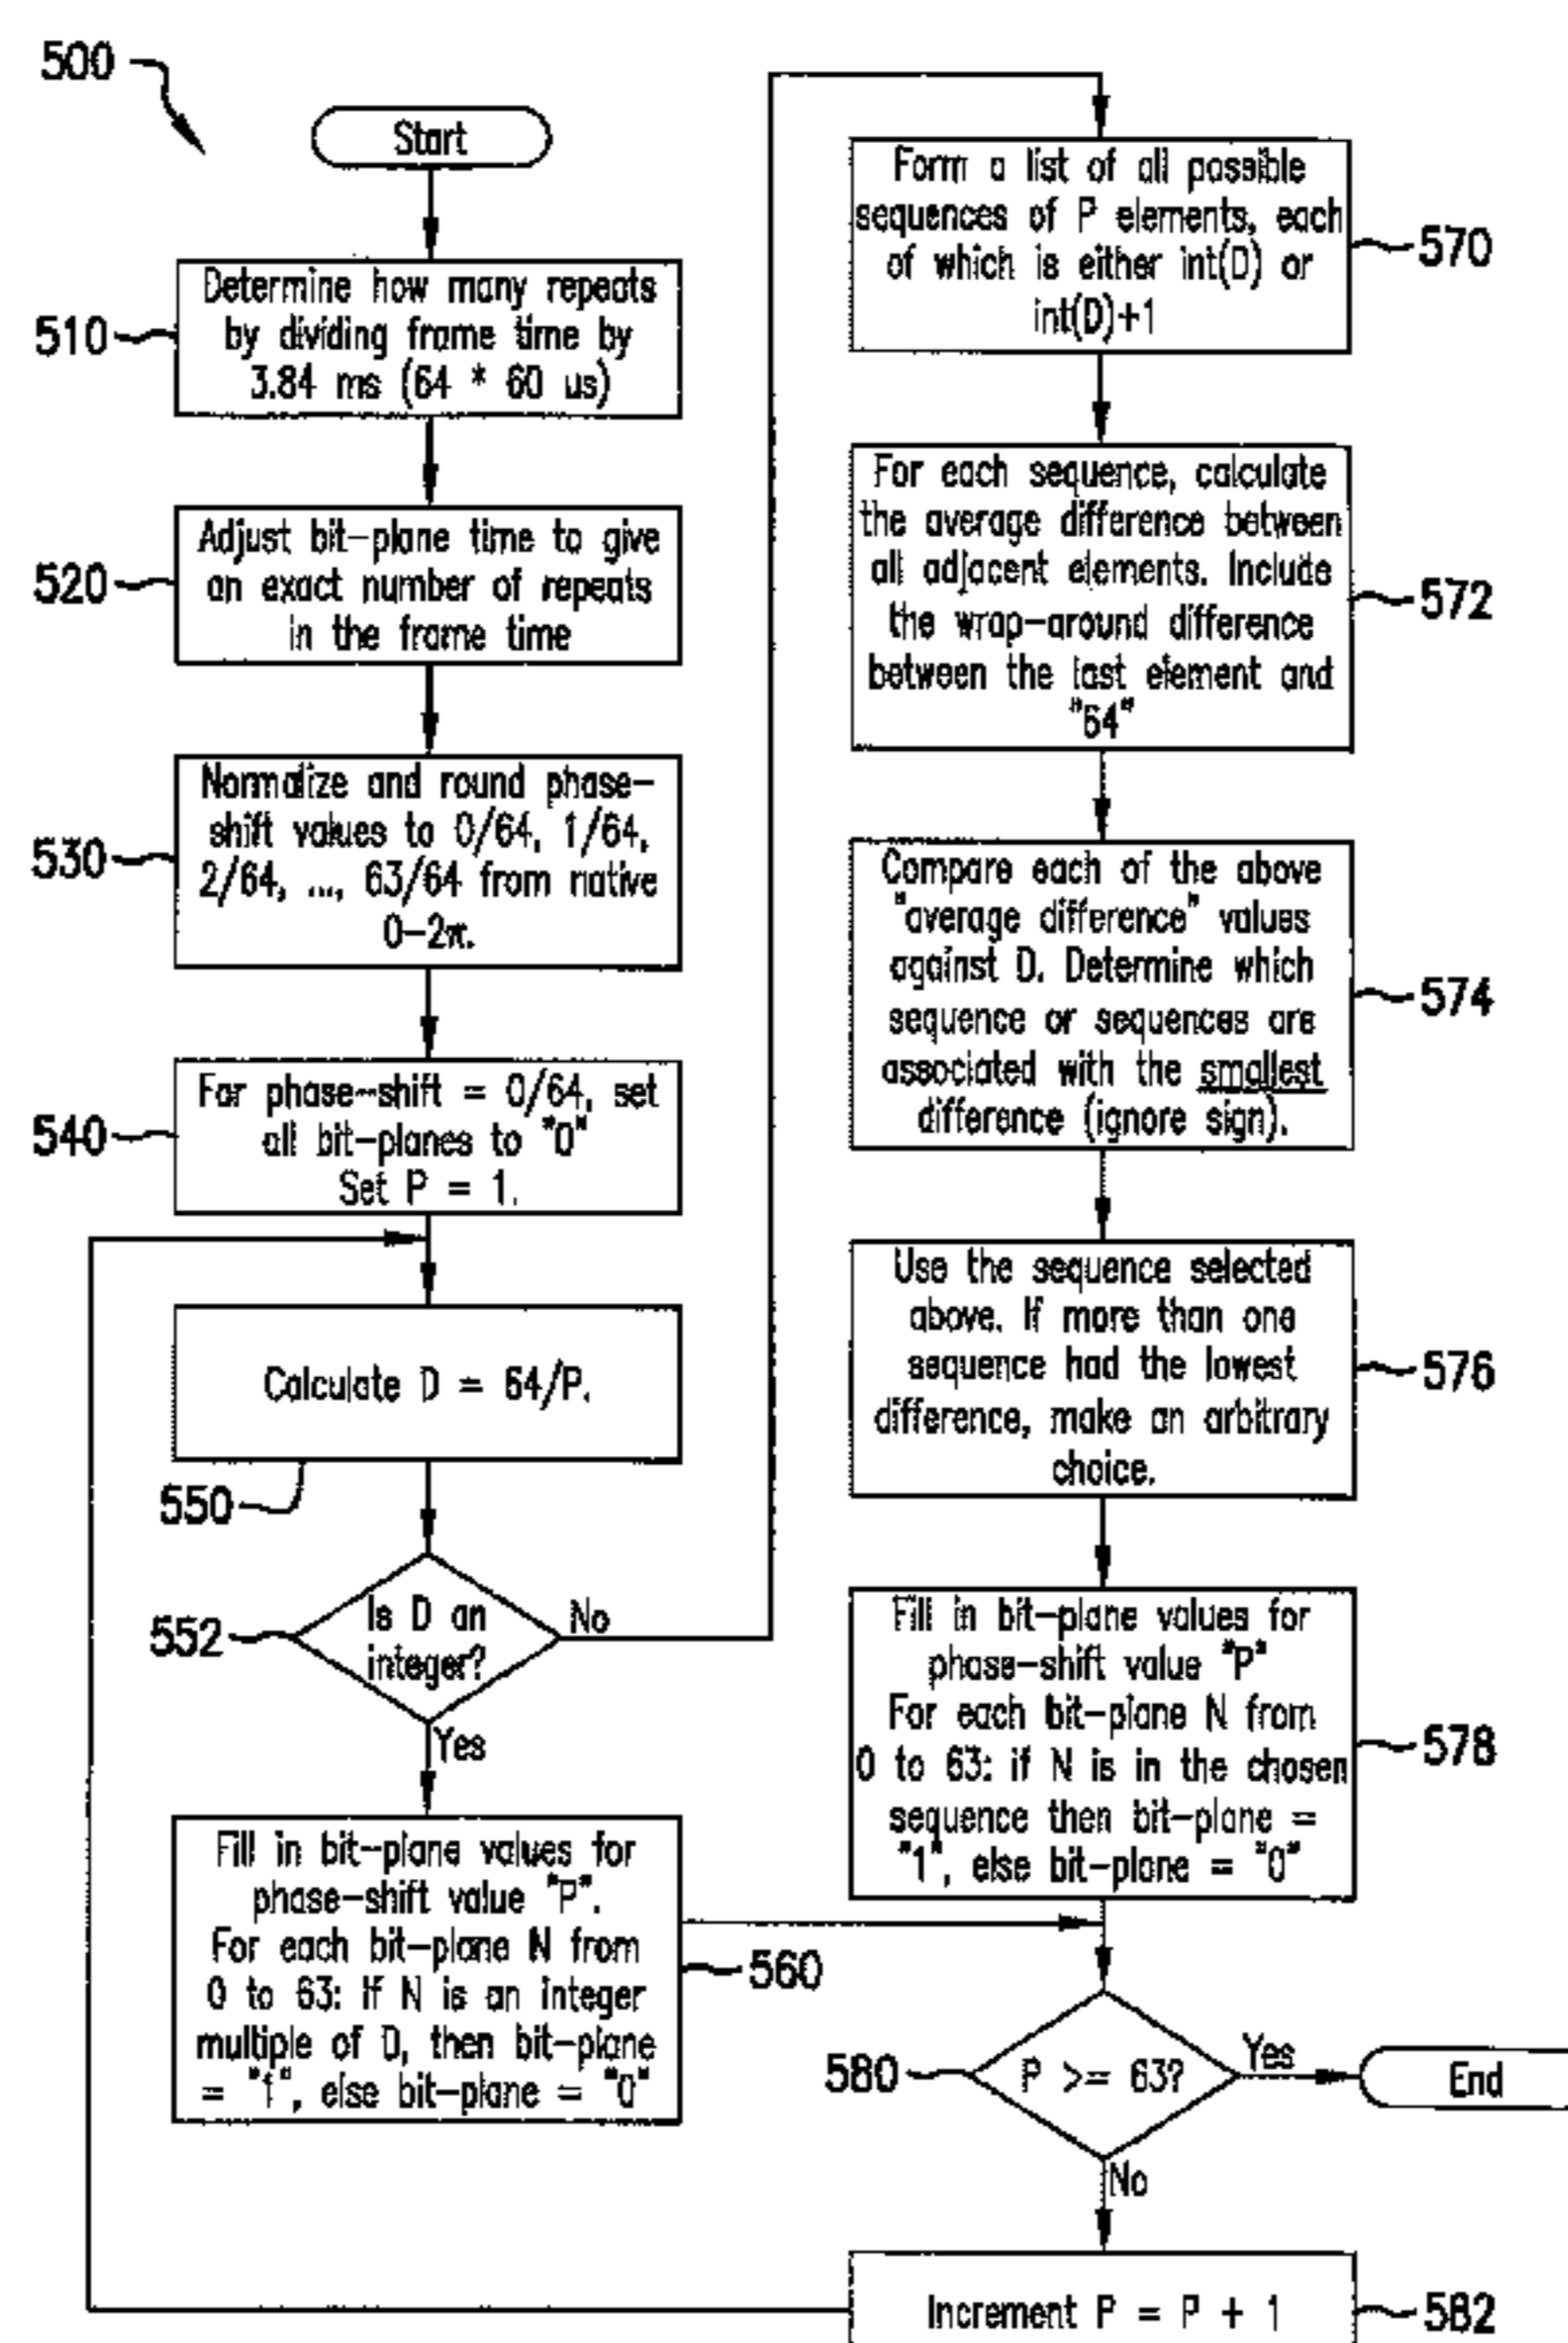 500
Start
510
Determine how many repeats
by dividing frame time by
3.84 ms (64 * 60 us)
520
Adjust bit-plane time to give
an exact number of repeats
in the frame time
530
Normalize and round phase-
shift values to 0/64, 1/64,
2/64, ..., 63/64 from native
0-2π.
540
For phase-shift = 0/64, set
all bit-planes to "0"
Set P = 1.
Calculate D = 64/P.
550
552
Is D an
integer?
No
Yes
Fill in bit-plane values for
phase-shift value "P".
For each bit-plane N from
0 to 63: if N is an integer
multiple of D, then bit-plane
= "1", else bit-plane = "0"
560
Form a list of all possible
sequences of P elements, each
of which is either int(D) or
int(D)+1
570
For each sequence, calculate
the average difference between
all adjacent elements. Include
the wrap-around difference
between the last element and
"64"
572
Compare each of the above
"average difference" values
against D. Determine which
sequence or sequences are
associated with the smallest
difference (ignore sign).
574
Use the sequence selected
above. If more than one
sequence had the lowest
difference, make an arbitrary
choice.
576
Fill in bit-plane values for
phase-shift value "P"
For each bit-plane N from
0 to 63: if N is in the chosen
sequence then bit-plane =
"1", else bit-plane = "0"
578
580
P >= 63?
Yes
End
No
Increment P = P + 1
582